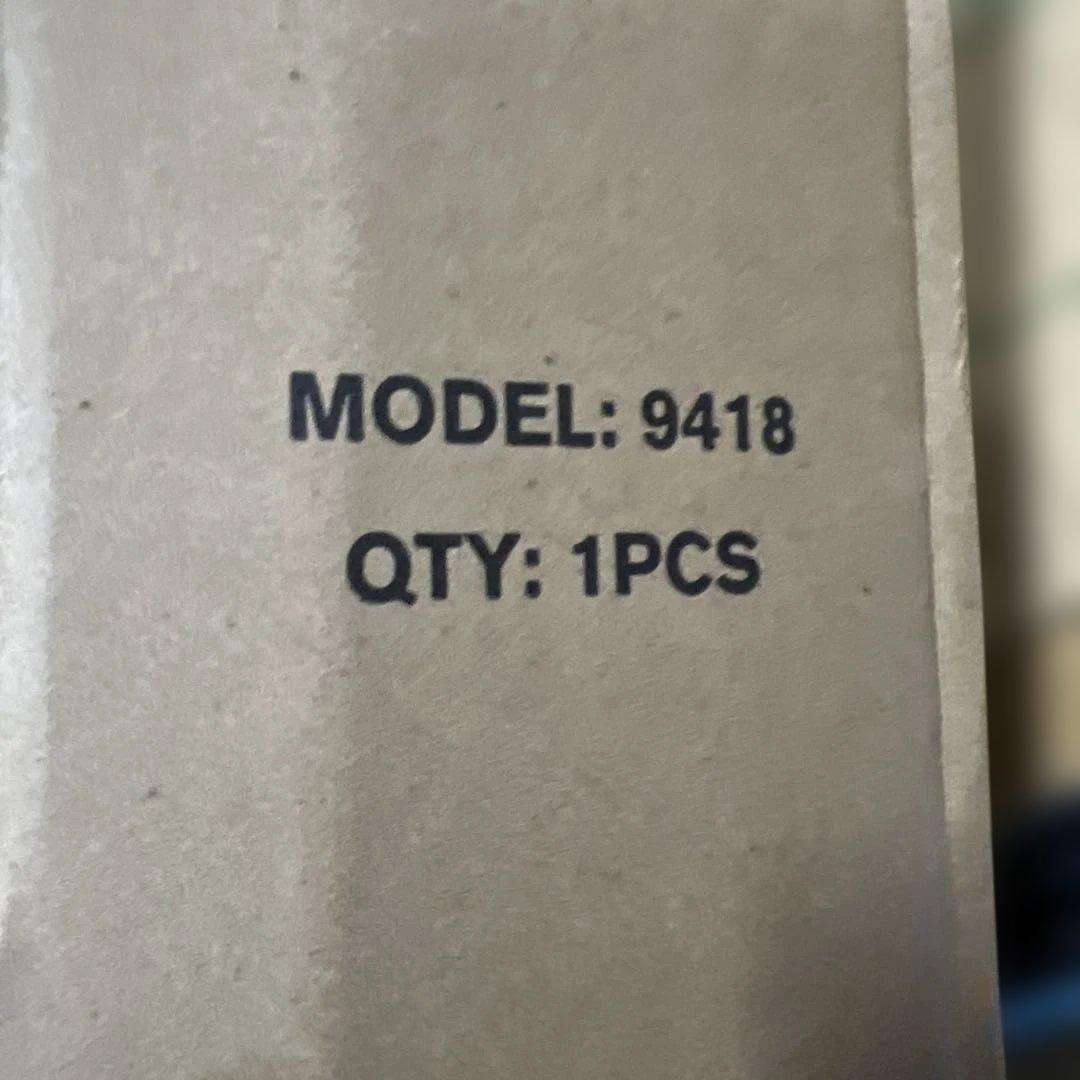 MODEL: 9418
QTY: 1PCS